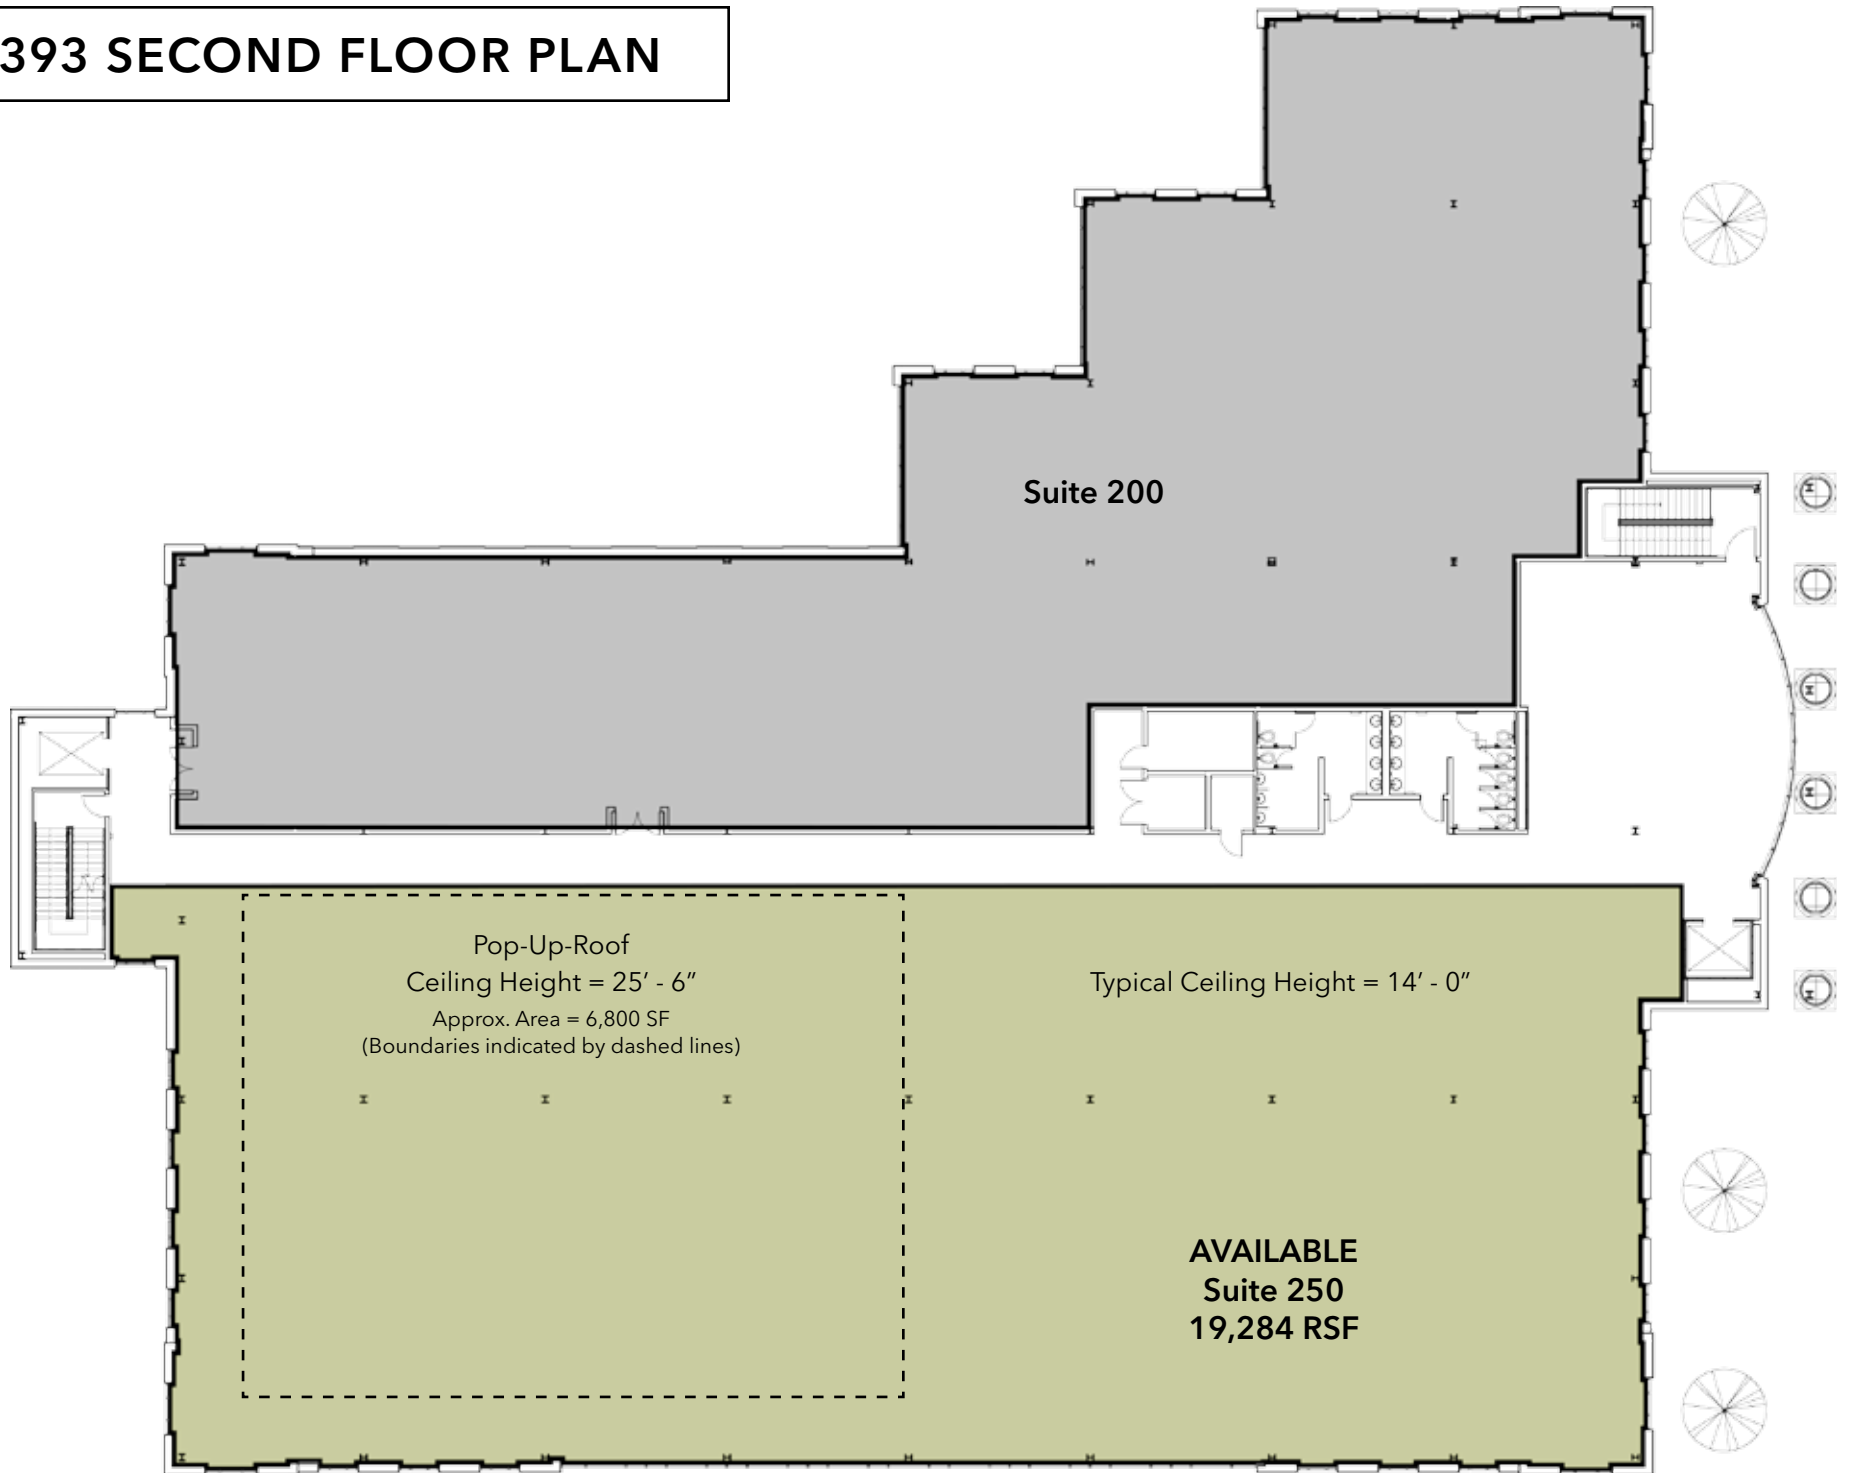 393 SECOND FLOOR PLAN
Suite 200
Pop-Up-Roof
Ceiling Height = 25’ - 6”
Approx. Area = 6,800 SF
(Boundaries indicated by dashed lines)
Typical Ceiling Height = 14’ - 0”
AVAILABLE
Suite 250
19,284 RSF